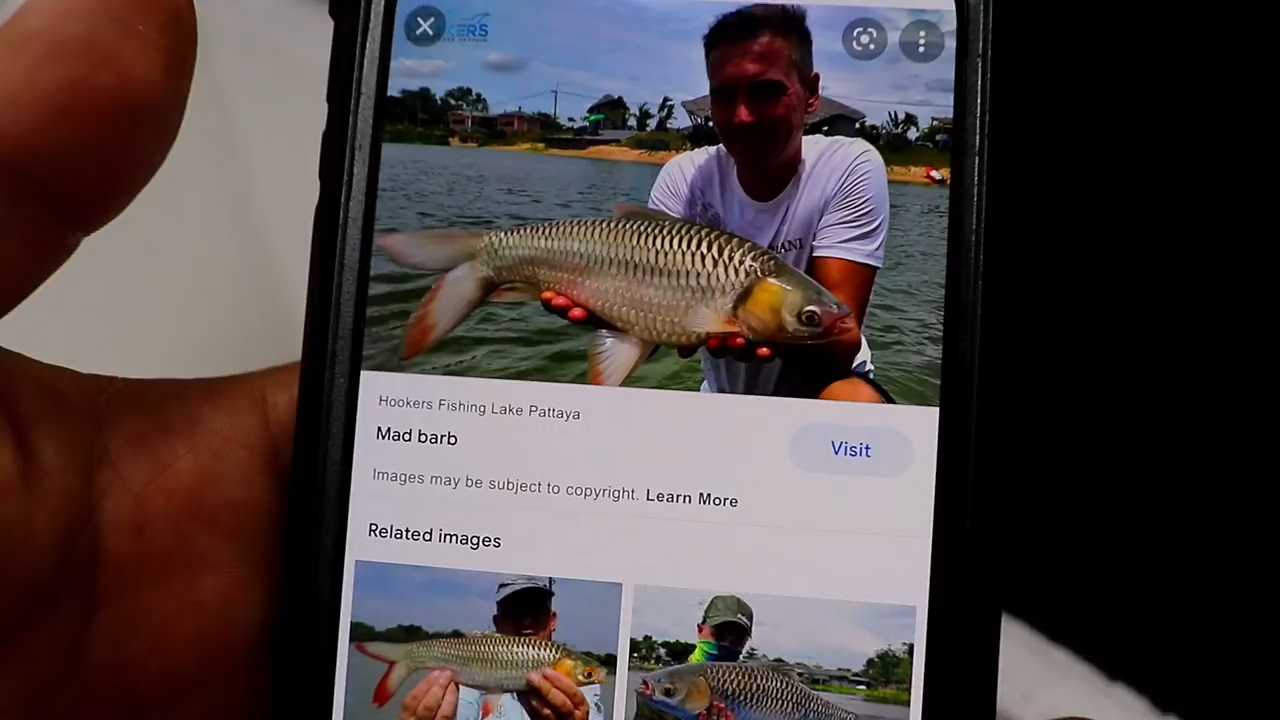 KERS
Hookers Fishing Lake Pattaya
Mad barb
Visit
Images may be subject to copyright. Learn More
Related images